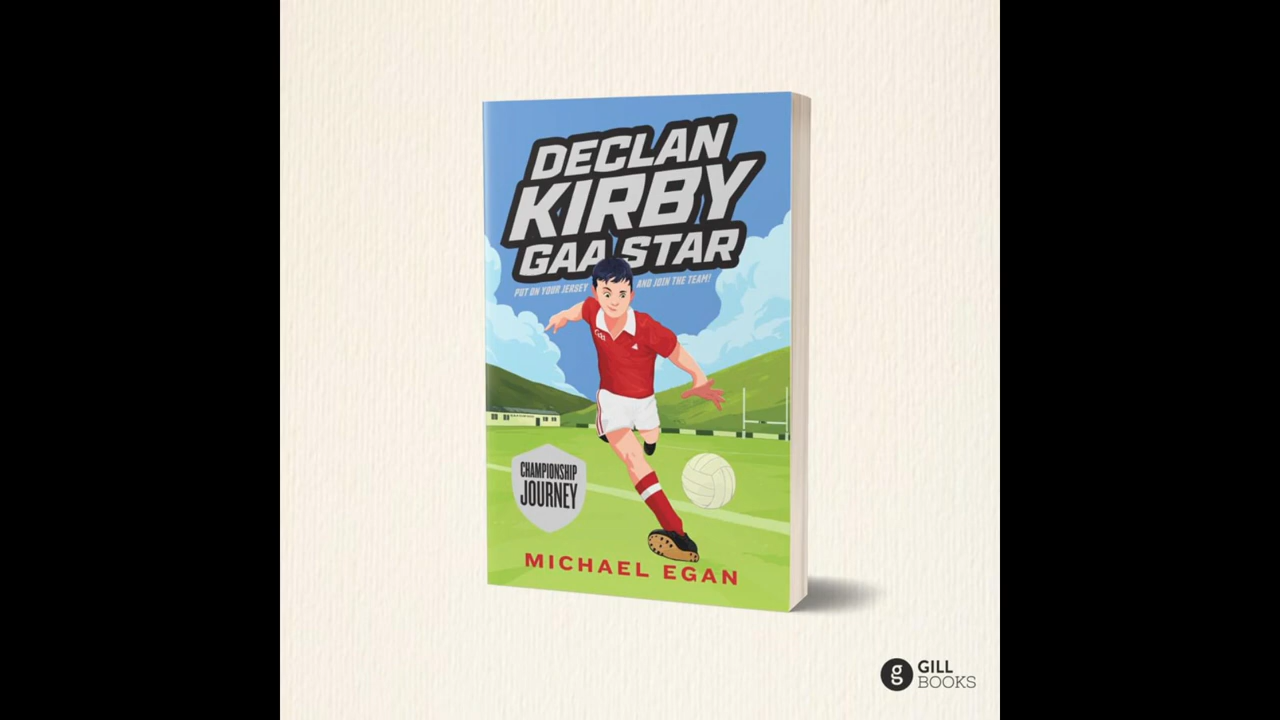 DECLAN
KIRBY
GAA STAR
PUT ON YOUR JERSEY AND JOIN THE TEAM!
CHAMPIONSHIP
JOURNEY
MICHAEL EGAN
g GILL
BOOKS